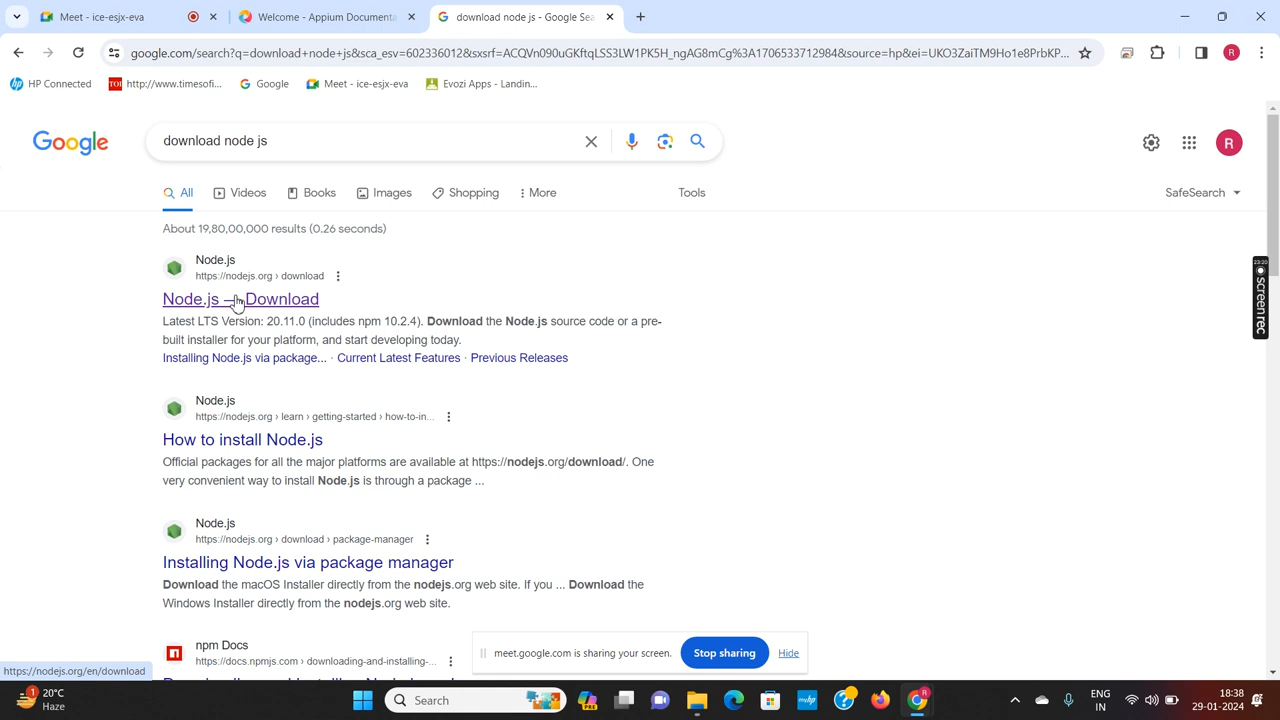 Meet - ice-esjx-eva
Welcome - Appium Documenta
download node js - Google Sea
google.com/search?q=download+node+js&sca_esv=602336012&sxsrf=ACQVn090uGKftqLSS3LW1PK5H_ngAG8mCg%3A1706533712984&source=hp&ei=UKO3ZaiTM9Ho1e8PrbKP...
R
HP Connected
TOI
http://www.timesofi...
Google
Meet - ice-esjx-eva
Evozi Apps - Landin...
Google
download node js
R
All
Videos
Books
Images
Shopping
More
Tools
SafeSearch
About 19,80,00,000 results (0.26 seconds)
Node.js
https://nodejs.org › download
Node.js — Download
Latest LTS Version: 20.11.0 (includes npm 10.2.4). Download the Node.js source code or a pre-
built installer for your platform, and start developing today.
Installing Node.js via package... · Current Latest Features · Previous Releases
23:20
screenrec
Node.js
https://nodejs.org › learn › getting-started › how-to-in...
How to install Node.js
Official packages for all the major platforms are available at https://nodejs.org/download/. One
very convenient way to install Node.js is through a package ...
Node.js
https://nodejs.org › download › package-manager
Installing Node.js via package manager
Download the macOS Installer directly from the nodejs.org web site. If you ... Download the
Windows Installer directly from the nodejs.org web site.
npm Docs
https://docs.npmjs.com › downloading-and-installing-...
meet.google.com is sharing your screen.
Stop sharing
Hide
https://nodejs.org/en/download
1
20°C
Haze
Search
PRE
ENG
IN
18:38
29-01-2024